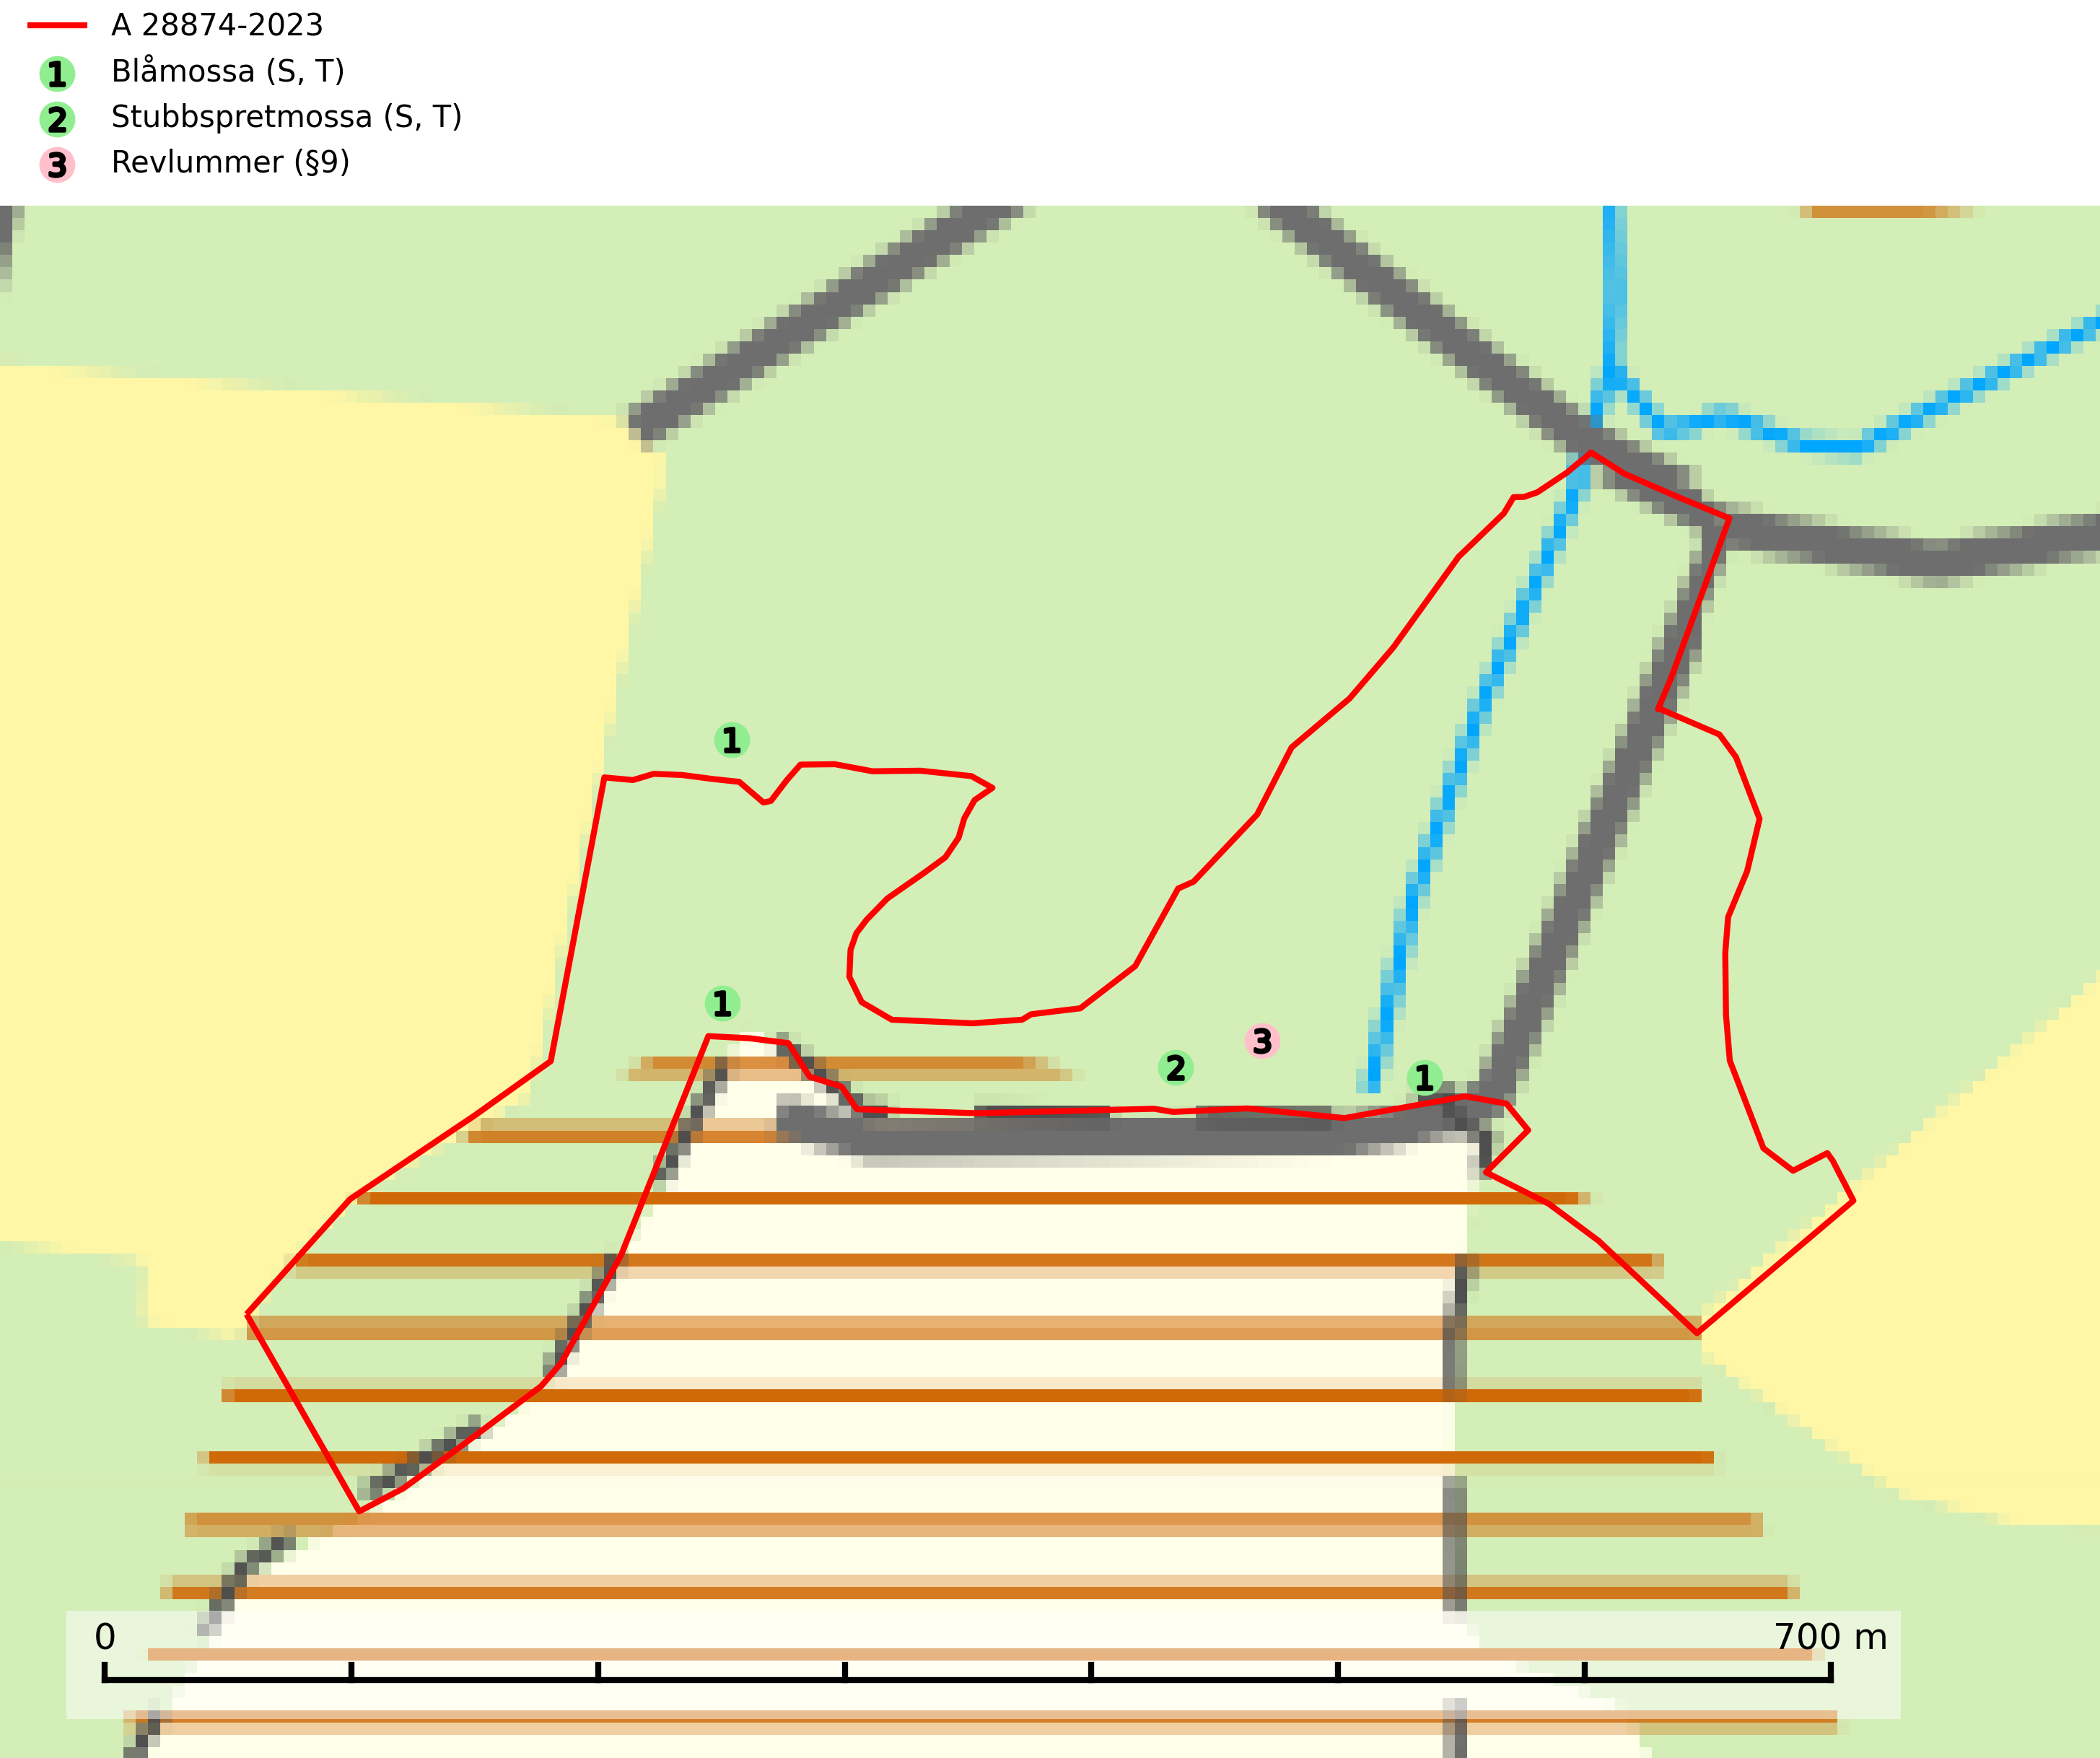 A 28874-2023
1 Blåmossa (S, T)
2 Stubbspretmossa (S, T)
3 Revlummer (§9)
1
1
3
2
1
0 700 m